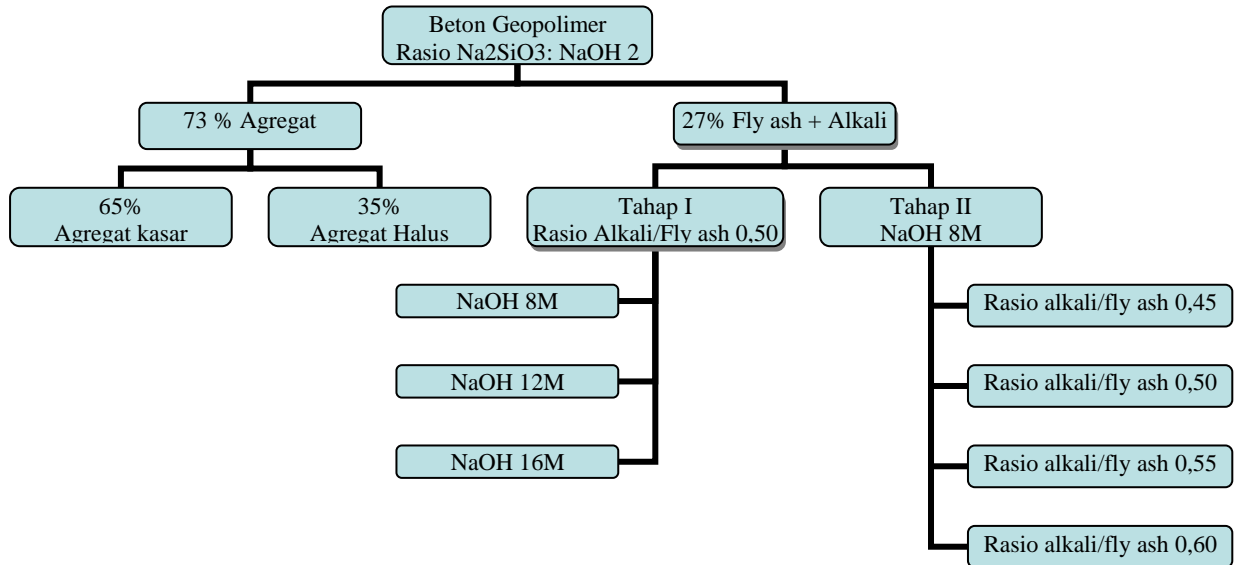 Beton Geopolimer
Rasio Na2SiO3: NaOH 2
73 % Agregat
27% Fly ash + Alkali
65%
Agregat kasar
35%
Agregat Halus
Tahap I
Rasio Alkali/Fly ash 0,50
Tahap II
NaOH 8M
NaOH 8M
NaOH 12M
NaOH 16M
Rasio alkali/fly ash 0,45
Rasio alkali/fly ash 0,50
Rasio alkali/fly ash 0,55
Rasio alkali/fly ash 0,60